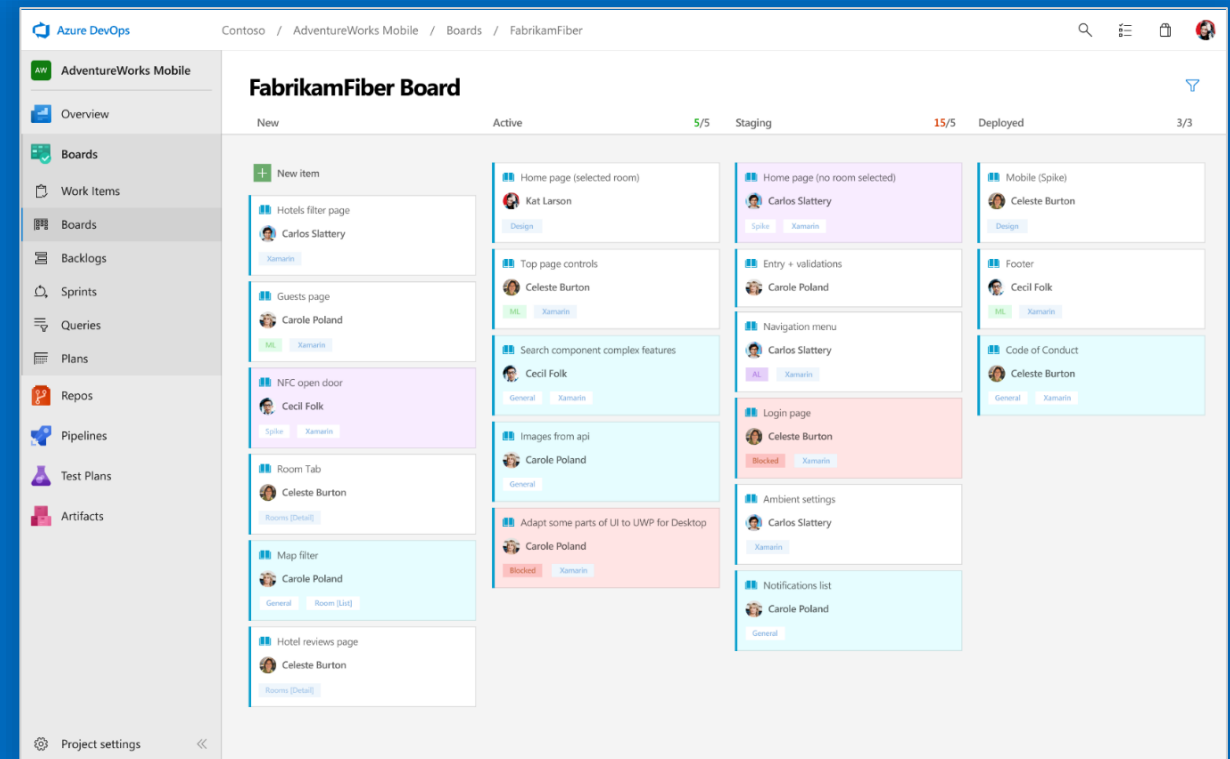 Azure DevOps
Contoso / AdventureWorks Mobile / Boards / FabrikamFiber
AW AdventureWorks Mobile
Overview
Boards
Work Items
Boards
Backlogs
Sprints
Queries
Plans
Repos
Pipelines
Test Plans
Artifacts
Project settings
FabrikamFiber Board
New
New item
Hotels filter page
Carlos Slattery
Xamarin
Guests page
Carole Poland
ML Xamarin
NFC open door
Cecil Folk
Spike Xamarin
Room Tab
Celeste Burton
Rooms [Detail]
Map filter
Carole Poland
General Room [List]
Hotel reviews page
Celeste Burton
Rooms [Detail]
Active 5/5
Home page (selected room)
Kat Larson
Design
Top page controls
Celeste Burton
ML Xamarin
Search component complex features
Cecil Folk
General Xamarin
Images from api
Carole Poland
General
Adapt some parts of UI to UWP for Desktop
Carole Poland
Blocked Xamarin
Staging 15/5
Home page (no room selected)
Carlos Slattery
Spike Xamarin
Entry + validations
Carole Poland
Navigation menu
Carlos Slattery
AL Xamarin
Login page
Celeste Burton
Blocked Xamarin
Ambient settings
Carlos Slattery
Xamarin
Notifications list
Carole Poland
General
Deployed 3/3
Mobile (Spike)
Celeste Burton
Design
Footer
Cecil Folk
ML Xamarin
Code of Conduct
Celeste Burton
General Xamarin